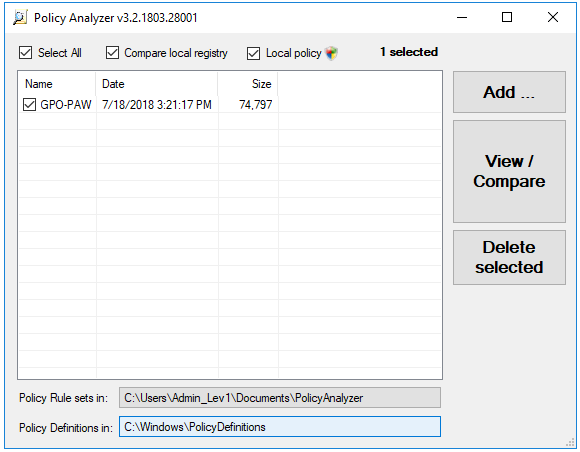 Policy Analyzer v3.2.1803.28001
Select All Compare local registry Local policy 1 selected
Name Date Size
GPO-PAW 7/18/2018 3:21:17 PM 74,797
Add ...
View /
Compare
Delete
selected
Policy Rule sets in: C:\Users\Admin_Lev1\Documents\PolicyAnalyzer
Policy Definitions in: C:\Windows\PolicyDefinitions